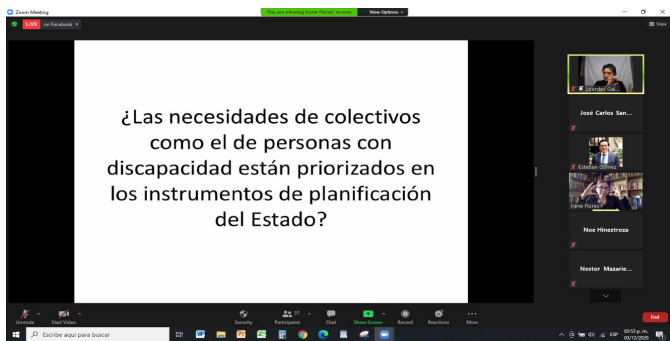 Zoom Meeting
You are viewing Irene Flores' screen
View Options
LIVE on Facebook
View
¿Las necesidades de colectivos
como el de personas con
discapacidad están priorizados en
los instrumentos de planificación
del Estado?
Lourdes Gal...
José Carlos San...
Esteban Gómez
Irene Flores
Noe Hinestroza
Nestor Mazarie...
Unmute
Start Video
Security
37
Participants
Chat
Share Screen
Record
Reactions
More
End
Escribe aquí para buscar
ESP
03:53 p. m.
03/12/2020